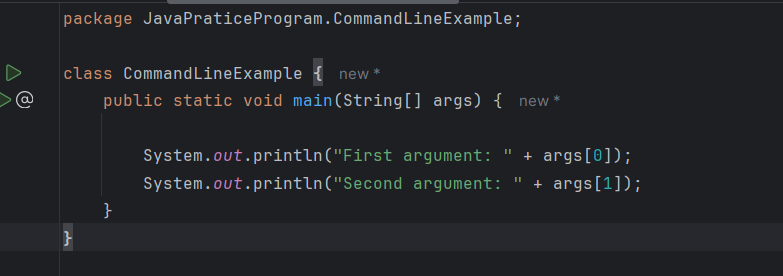 package JavaPraticeProgram.CommandLineExample;
class CommandLineExample { new *
public static void main(String[] args) { new *
System.out.println("First argument: " + args[0]);
System.out.println("Second argument: " + args[1]);
}
}